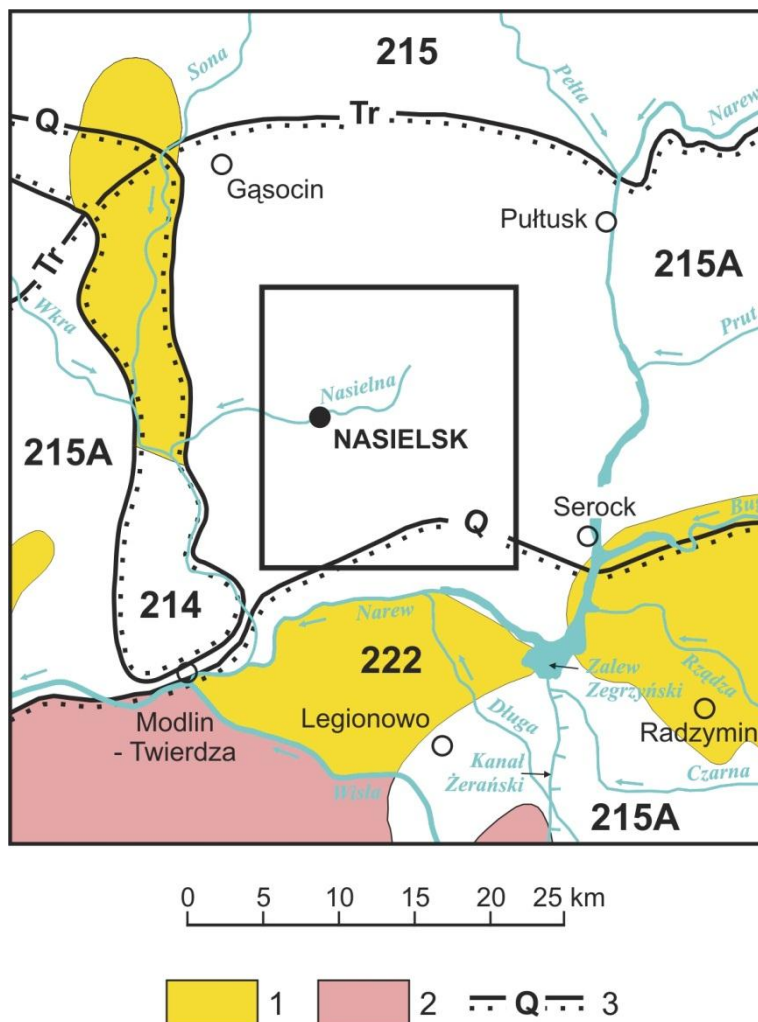 215
Sona
Pełta
Narew
Q
Tr
Gąsocin
Pułtusk
Tr
215A
Wkra
Prut
Nasielna
NASIELSK
215A
Serock
Q
Bug
214
Narew
222
Zalew
Zegrzyński
Rządza
Modlin
- Twierdza
Legionowo
Długa
Radzymin
Kanał
Żerański
Czarna
Wisła
215A
0 5 10 15 20 25 km
1 2 Q 3